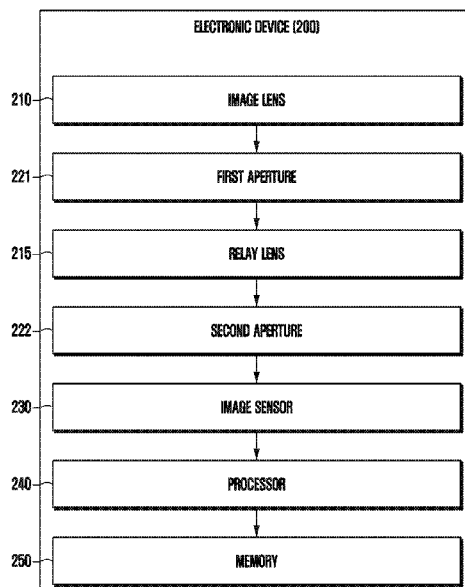 ELECTRONIC DEVICE (200)
210 IMAGE LENS
221 FIRST APERTURE
215 RELAY LENS
222 SECOND APERTURE
230 IMAGE SENSOR
240 PROCESSOR
250 MEMORY